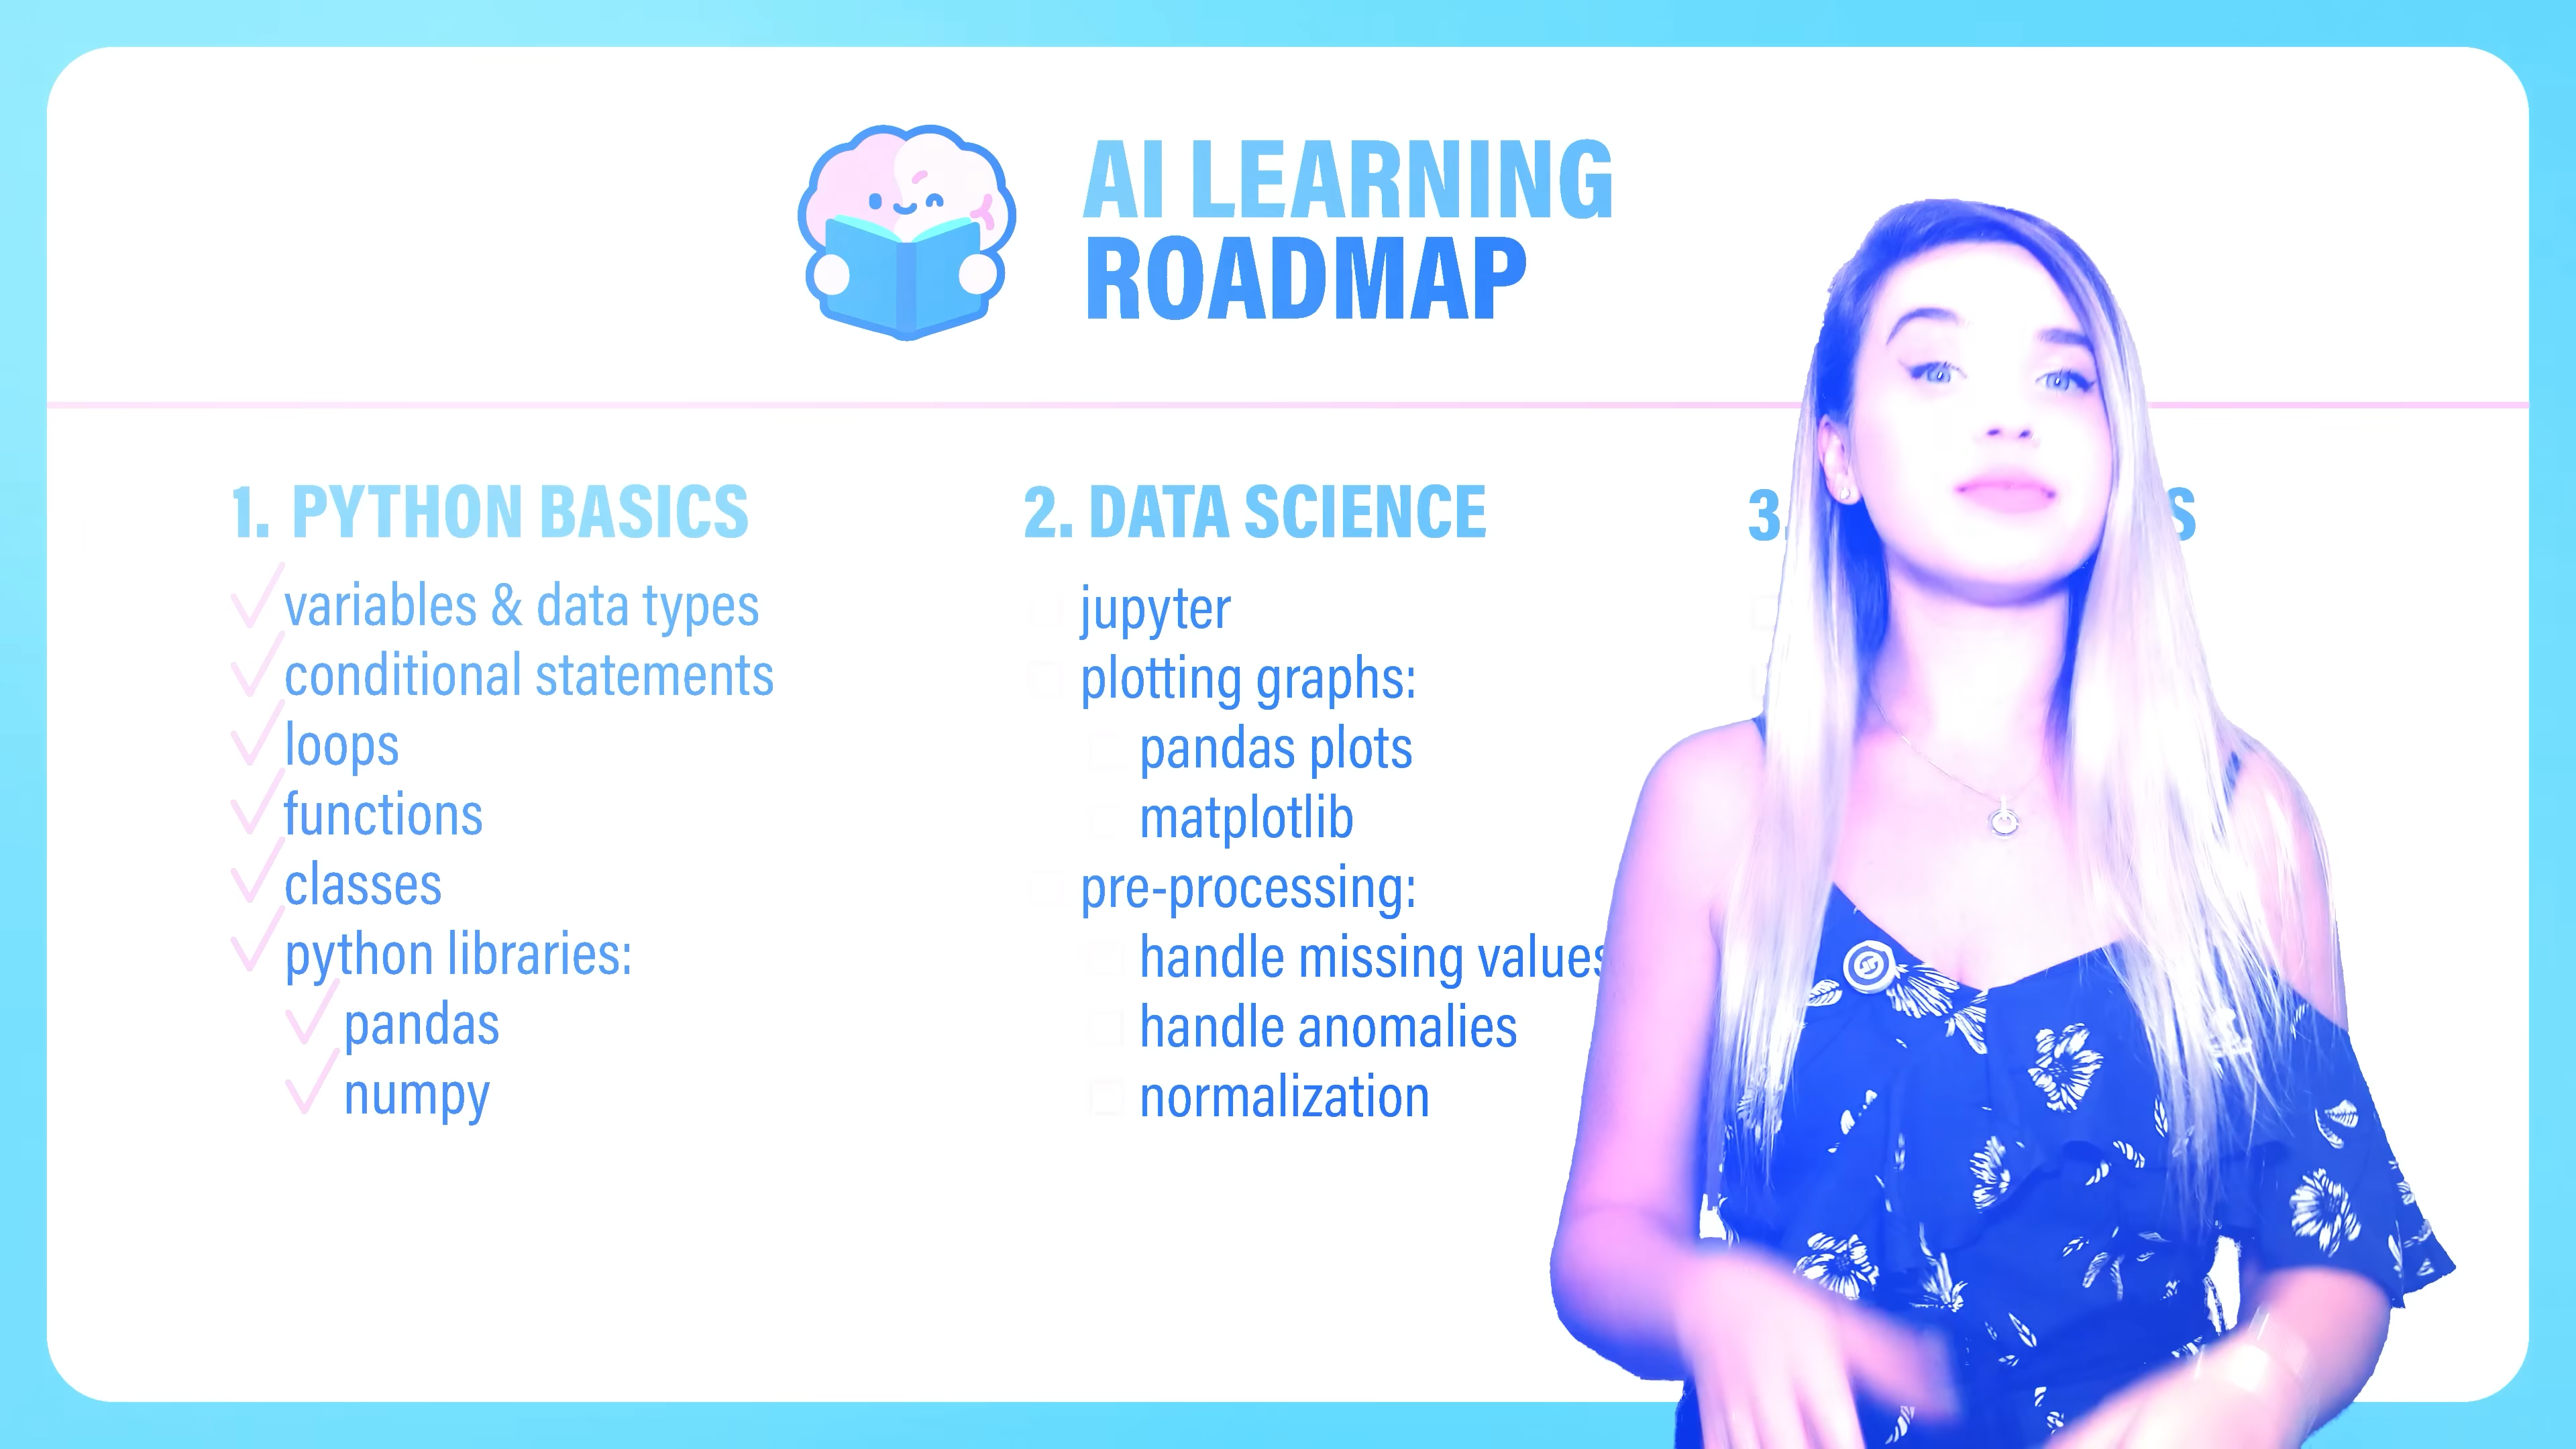 AI LEARNING
ROADMAP
1. PYTHON BASICS
variables & data types
conditional statements
loops
functions
classes
python libraries:
pandas
numpy
2. DATA SCIENCE
jupyter
plotting graphs:
pandas plots
matplotlib
pre-processing:
handle missing values
handle anomalies
normalization
3.